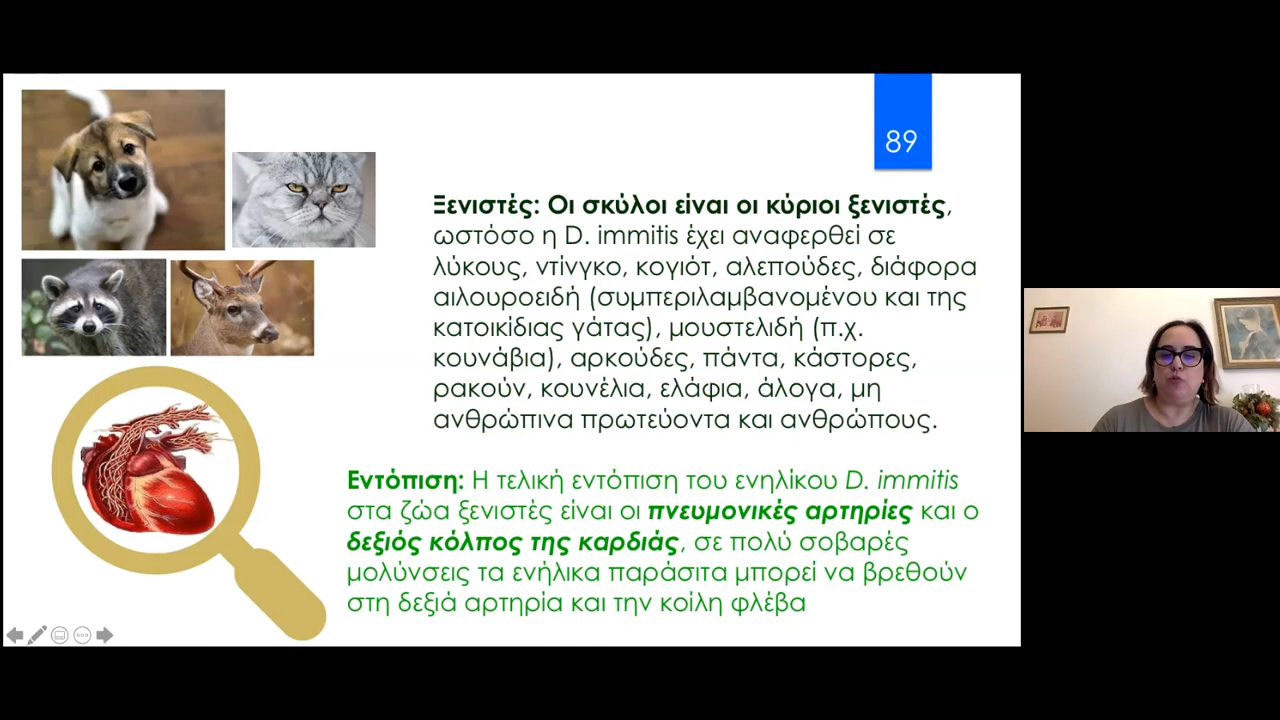 89
Ξενιστές: Οι σκύλοι είναι οι κύριοι ξενιστές,
ωστόσο η D. immitis έχει αναφερθεί σε
λύκους, ντίνγκο, κογιότ, αλεπούδες, διάφορα
αιλουροειδή (συμπεριλαμβανομένου και της
κατοικίδιας γάτας), μουστελιδή (π.χ.
κουνάβια), αρκούδες, πάντα, κάστορες,
ρακούν, κουνέλια, ελάφια, άλογα, μη
ανθρώπινα πρωτεύοντα και ανθρώπους.
Εντόπιση: Η τελική εντόπιση του ενηλίκου D. immitis
στα ζώα ξενιστές είναι οι πνευμονικές αρτηρίες και ο
δεξιός κόλπος της καρδιάς, σε πολύ σοβαρές
μολύνσεις τα ενήλικα παράσιτα μπορεί να βρεθούν
στη δεξιά αρτηρία και την κοίλη φλέβα